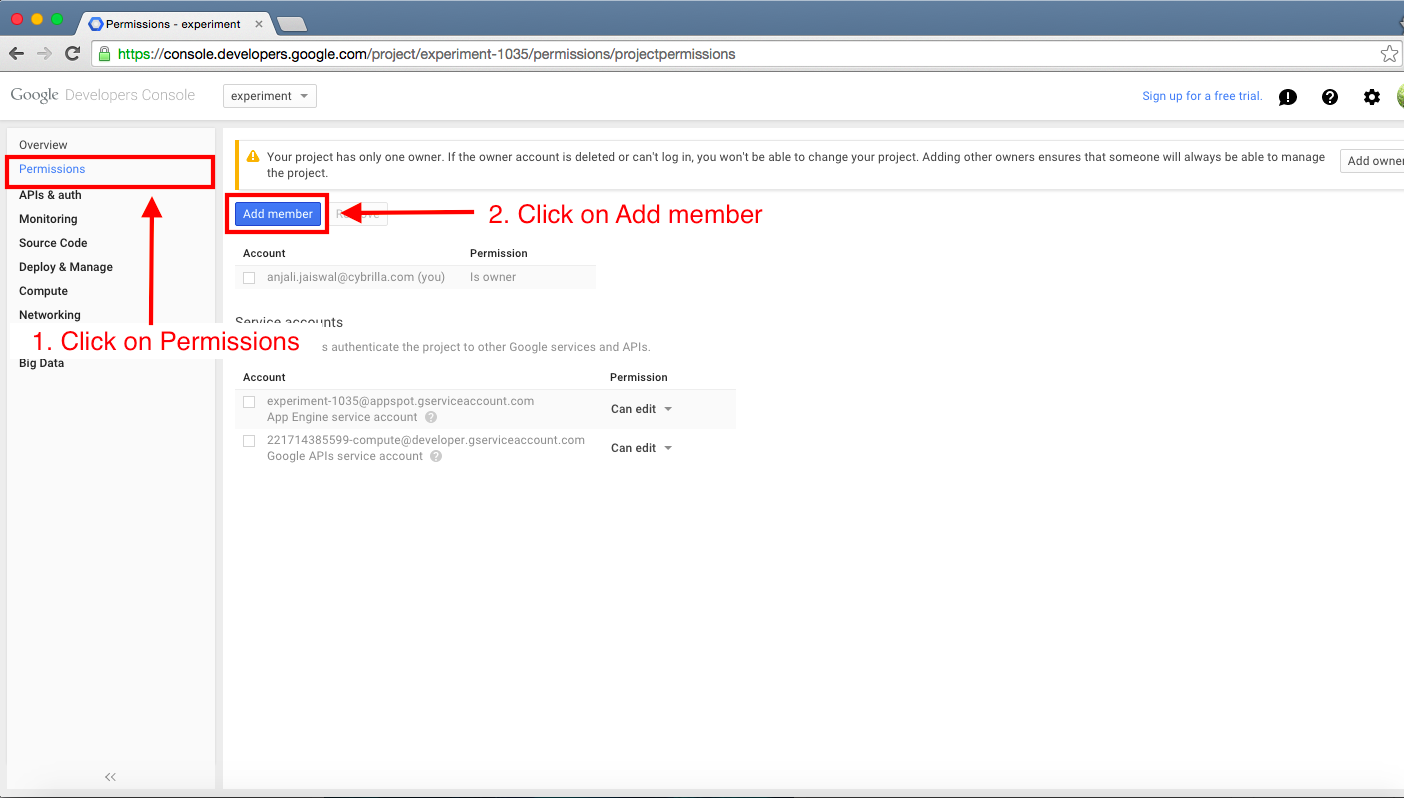 Permissions - experiment
https://console.developers.google.com/project/experiment-1035/permissions/projectpermissions
Google Developers Console
experiment
Sign up for a free trial.
Overview
Permissions
APIs & auth
Monitoring
Source Code
Deploy & Manage
Compute
Networking
Big Data
1. Click on Permissions
Your project has only one owner. If the owner account is deleted or can't log in, you won't be able to change your project. Adding other owners ensures that someone will always be able to manage
the project.
Add owner
Add member
2. Click on Add member
Account Permission
anjali.jaiswal@cybrilla.com (you) Is owner
Service accounts
s authenticate the project to other Google services and APIs.
Account Permission
experiment-1035@appspot.gserviceaccount.com
App Engine service account
Can edit
221714385599-compute@developer.gserviceaccount.com
Google APIs service account
Can edit